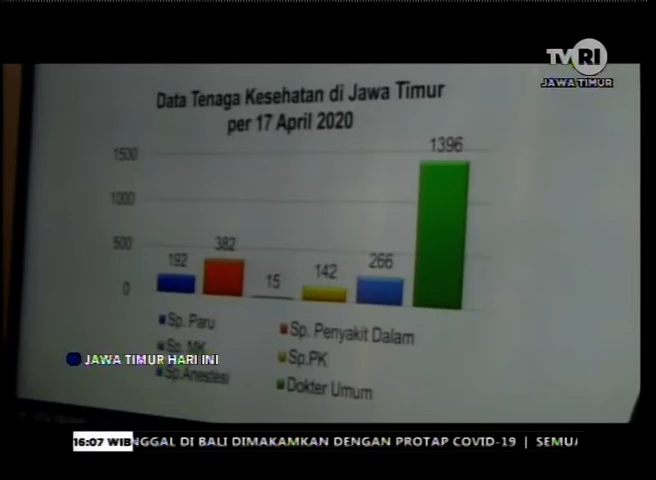 TVRI
JAWA TIMUR
Data Tenaga Kesehatan di Jawa Timur
per 17 April 2020
1500
1000
500
0
192
382
15
142
266
1396
Sp. Paru
Sp. Penyakit Dalam
Sp. MK
Sp.PK
Sp.Anestesi
Dokter Umum
JAWA TIMUR HARI INI
16:07 WIB
NGGAL DI BALI DIMAKAMKAN DENGAN PROTAP COVID-19 | SEMUA